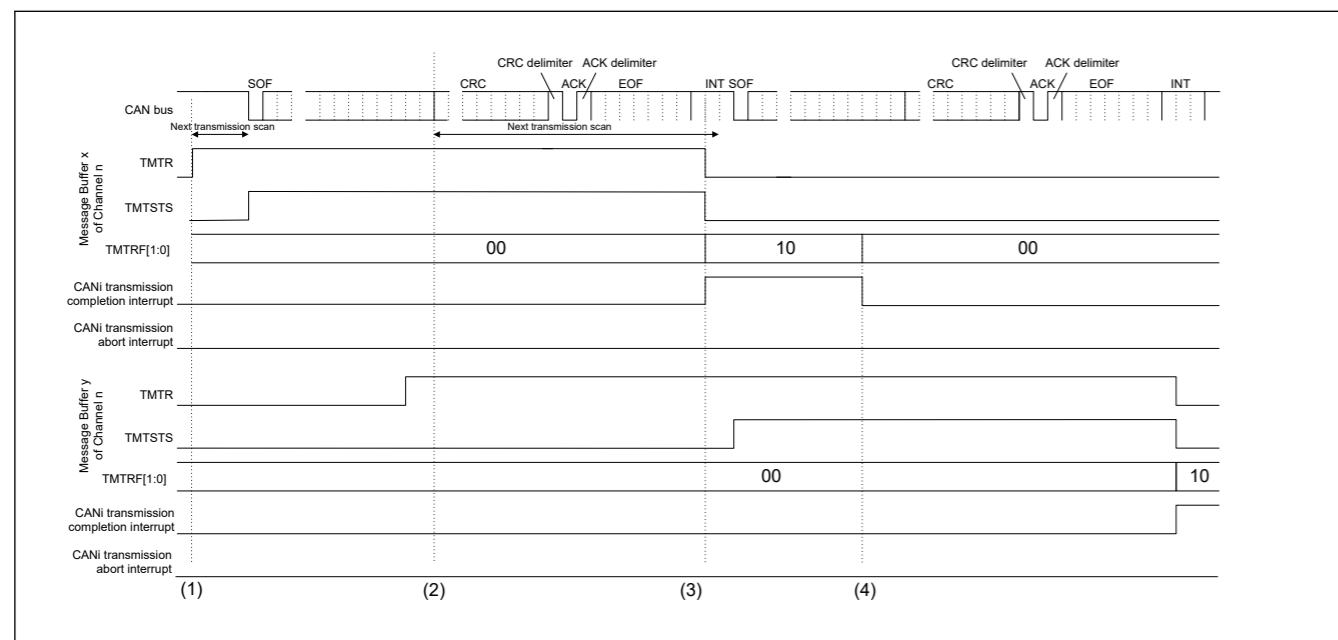 CRC delimiter ACK delimiter CRC delimiter ACK delimiter
SOF CRC ACK EOF INT SOF CRC ACK EOF INT
CAN bus
Next transmission scan Next transmission scan
Message Buffer x
of Channel n
TMTR
TMTSTS
TMTRF[1:0] 00 10 00
CANi transmission
completion interrupt
CANi transmission
abort interrupt
Message Buffer y
of Channel n
TMTR
TMTSTS
TMTRF[1:0] 00 10
CANi transmission
completion interrupt
CANi transmission
abort interrupt
(1) (2) (3) (4)